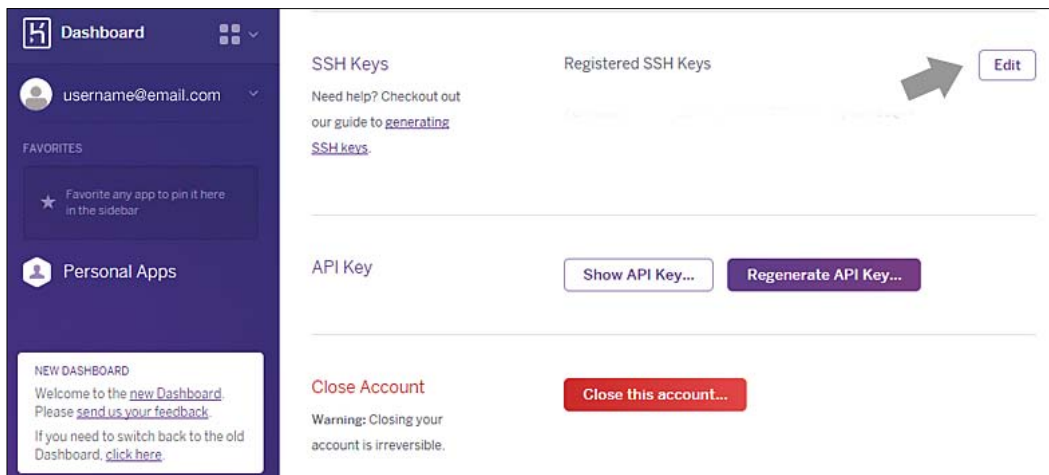 Dashboard
username@email.com
FAVORITES
Favorite any app to pin it here
in the sidebar
Personal Apps
NEW DASHBOARD
Welcome to the new Dashboard.
Please send us your feedback.
If you need to switch back to the old
Dashboard, click here.
SSH Keys
Need help? Checkout out
our guide to generating
SSH keys.
Registered SSH Keys
Edit
API Key
Show API Key...
Regenerate API Key...
Close Account
Warning: Closing your
account is irreversible.
Close this account...